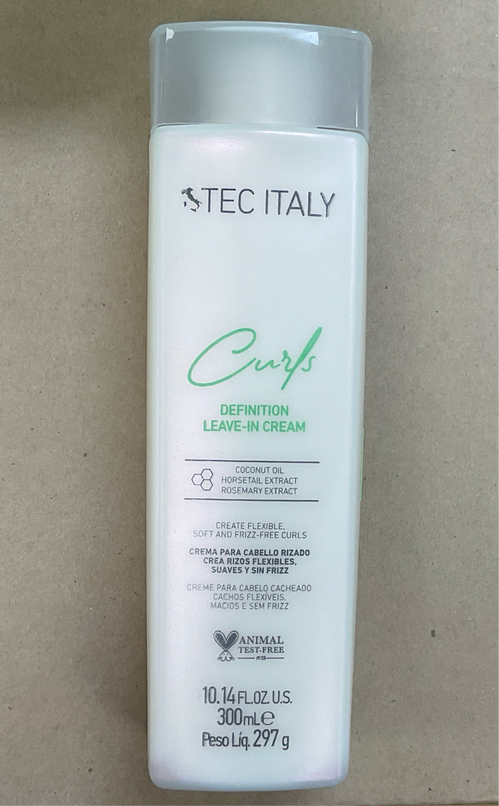 TEC ITALY
Curls
DEFINITION
LEAVE-IN CREAM
COCONUT OIL
HORSETAIL EXTRACT
ROSEMARY EXTRACT
CREATE FLEXIBLE,
SOFT AND FRIZZ-FREE CURLS
CREMA PARA CABELLO RIZADO
CREA RIZOS FLEXIBLES,
SUAVES Y SIN FRIZZ
CREME PARA CABELO CACHEADO
CACHOS FLEXÍVEIS,
MACIOS E SEM FRIZZ
ANIMAL
TEST-FREE
PETA
10.14 FL.OZ. U.S.
300mL℮
Peso Líq. 297 g